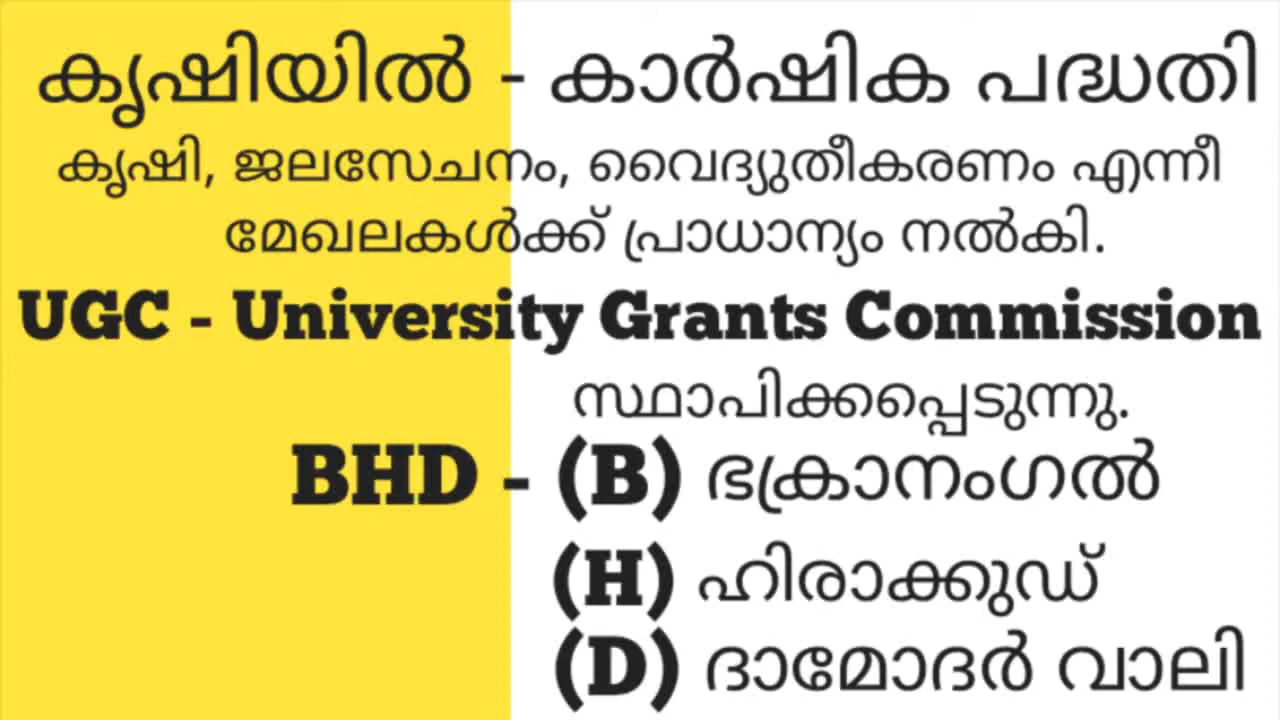 കൃഷിയിൽ - കാർഷിക പദ്ധതി
കൃഷി, ജലസേചനം, വൈദ്യുതീകരണം എന്നീ
മേഖലകൾക്ക് പ്രാധാന്യം നൽകി.
UGC - University Grants Commission
സ്ഥാപിക്കപ്പെടുന്നു.
BHD - (B) ഭക്രാനംഗൽ
(H) ഹിരാക്കുഡ്
(D) ദാമോദർ വാലി